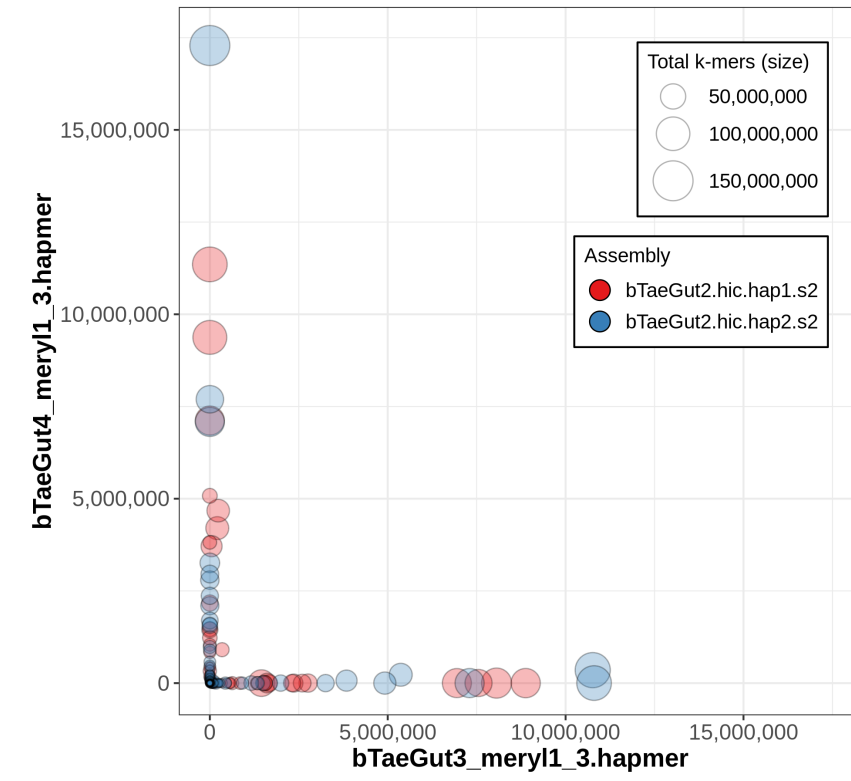 Total k-mers (size)
50,000,000
100,000,000
150,000,000
Assembly
bTaeGut2.hic.hap1.s2
bTaeGut2.hic.hap2.s2
bTaeGut4_meryl1_3.hapmer
15,000,000
10,000,000
5,000,000
0
0
5,000,000
10,000,000
15,000,000
bTaeGut3_meryl1_3.hapmer